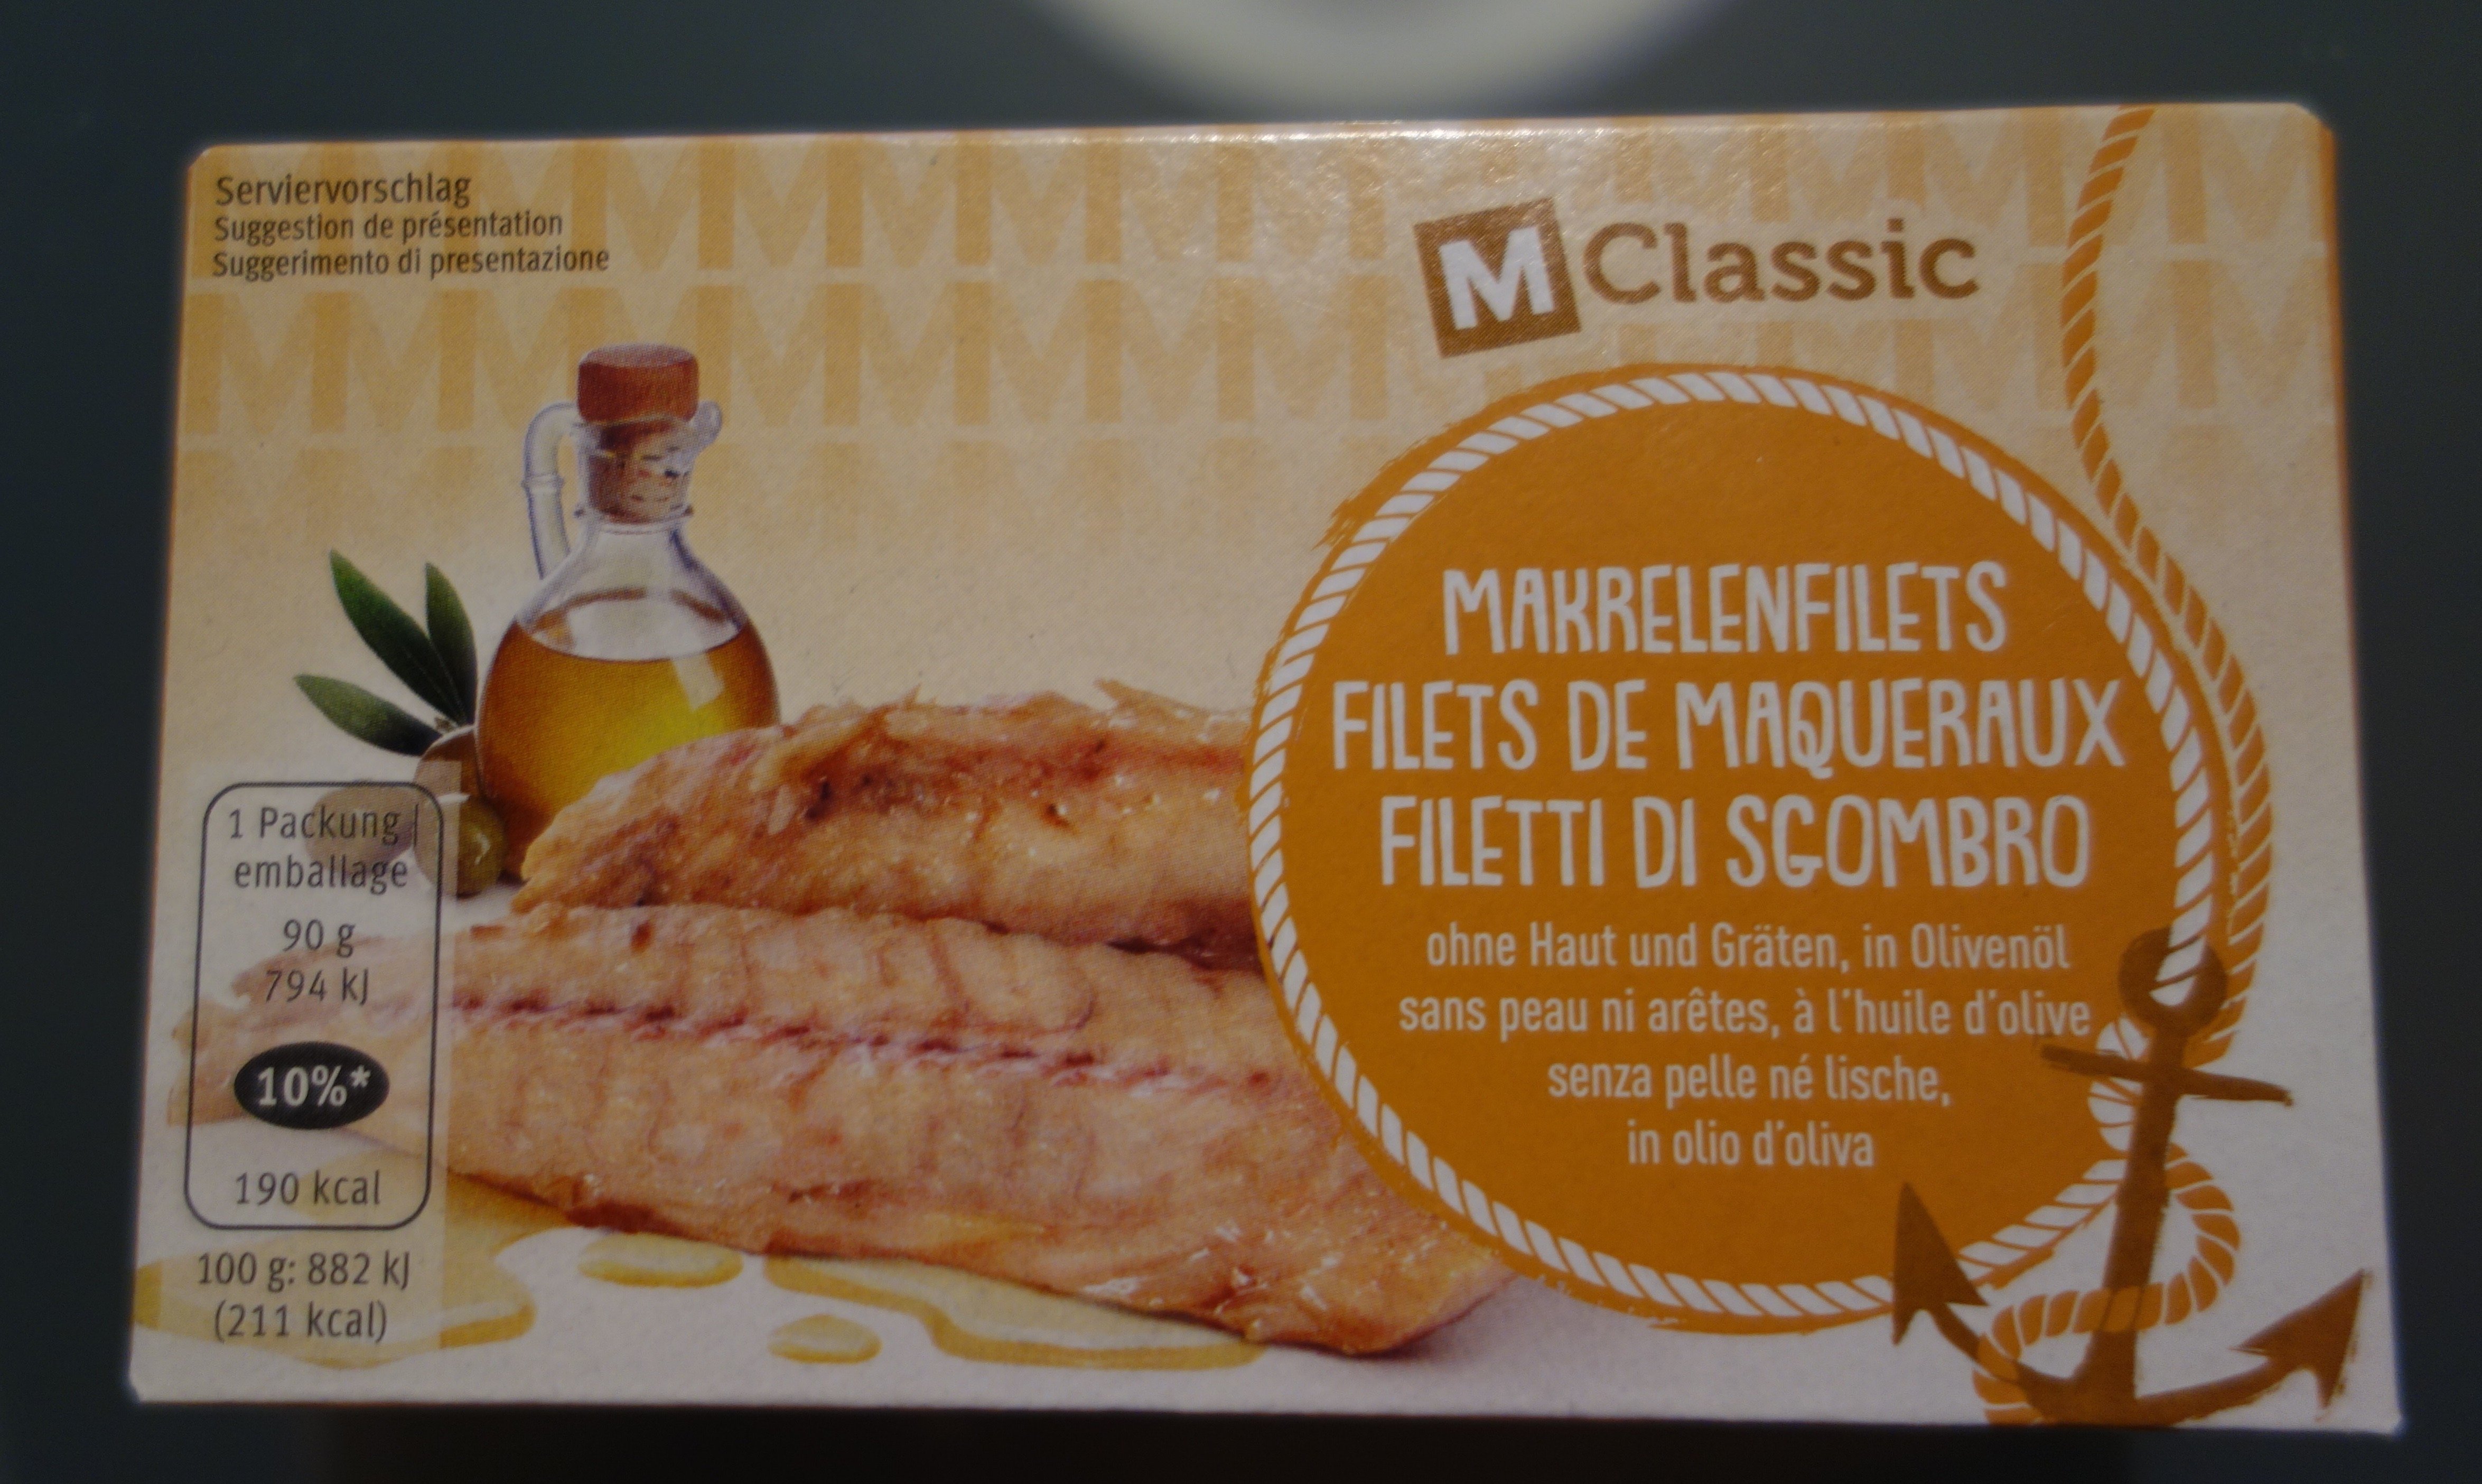 Serviervorschlag
Suggestion de présentation
Suggerimento di presentazione
M Classic
MAKRELENFILETS
FILETS DE MAQUERAUX
FILETTI DI SGOMBRO
ohne Haut und Gräten, in Olivenöl
sans peau ni arêtes, à l'huile d'olive
senza pelle né lische,
in olio d'oliva
1 Packung |
emballage
90 g
794 kJ
10%*
190 kcal
100 g: 882 kJ
(211 kcal)